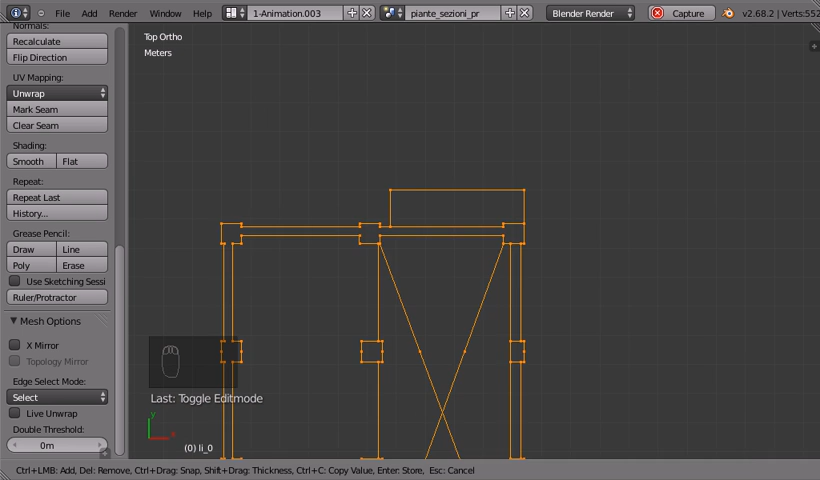 File Add Render Window Help 1-Animation.003 piante_sezioni_pr Blender Render Capture v2.68.2 | Verts:552
Normals:
Recalculate
Flip Direction
UV Mapping:
Unwrap
Mark Seam
Clear Seam
Shading:
Smooth Flat
Repeat:
Repeat Last
History...
Grease Pencil:
Draw Line
Poly Erase
Use Sketching Sessi
Ruler/Protractor
Mesh Options
X Mirror
Topology Mirror
Edge Select Mode:
Select
Live Unwrap
Double Threshold:
0m
Top Ortho
Meters
Last: Toggle Editmode
y
x
(0) li_0
Ctrl+LMB: Add, Del: Remove, Ctrl+Drag: Snap, Shift+Drag: Thickness, Ctrl+C: Copy Value, Enter: Store, Esc: Cancel